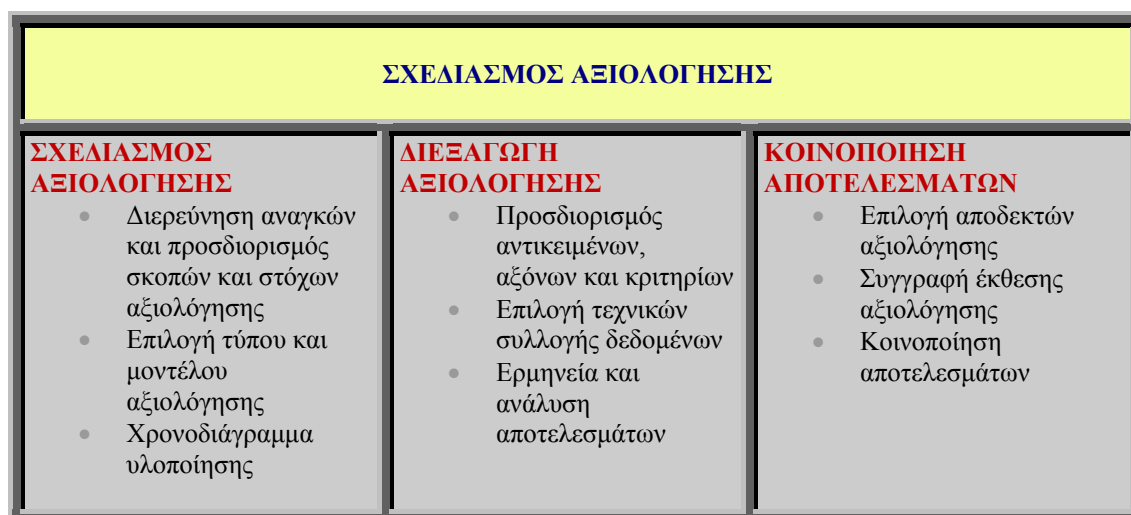 ΣΧΕΔΙΑΣΜΟΣ ΑΞΙΟΛΟΓΗΣΗΣ
ΣΧΕΔΙΑΣΜΟΣ
ΑΞΙΟΛΟΓΗΣΗΣ
Διερεύνηση αναγκών
και προσδιορισμός
σκοπών και στόχων
αξιολόγησης
Επιλογή τύπου και
μοντέλου
αξιολόγησης
Χρονοδιάγραμμα
υλοποίησης
ΔΙΕΞΑΓΩΓΗ
ΑΞΙΟΛΟΓΗΣΗΣ
Προσδιορισμός
αντικειμένων,
αξόνων και κριτηρίων
Επιλογή τεχνικών
συλλογής δεδομένων
Ερμηνεία και
ανάλυση
αποτελεσμάτων
ΚΟΙΝΟΠΟΙΗΣΗ
ΑΠΟΤΕΛΕΣΜΑΤΩΝ
Επιλογή αποδεκτών
αξιολόγησης
Συγγραφή έκθεσης
αξιολόγησης
Κοινοποίηση
αποτελεσμάτων